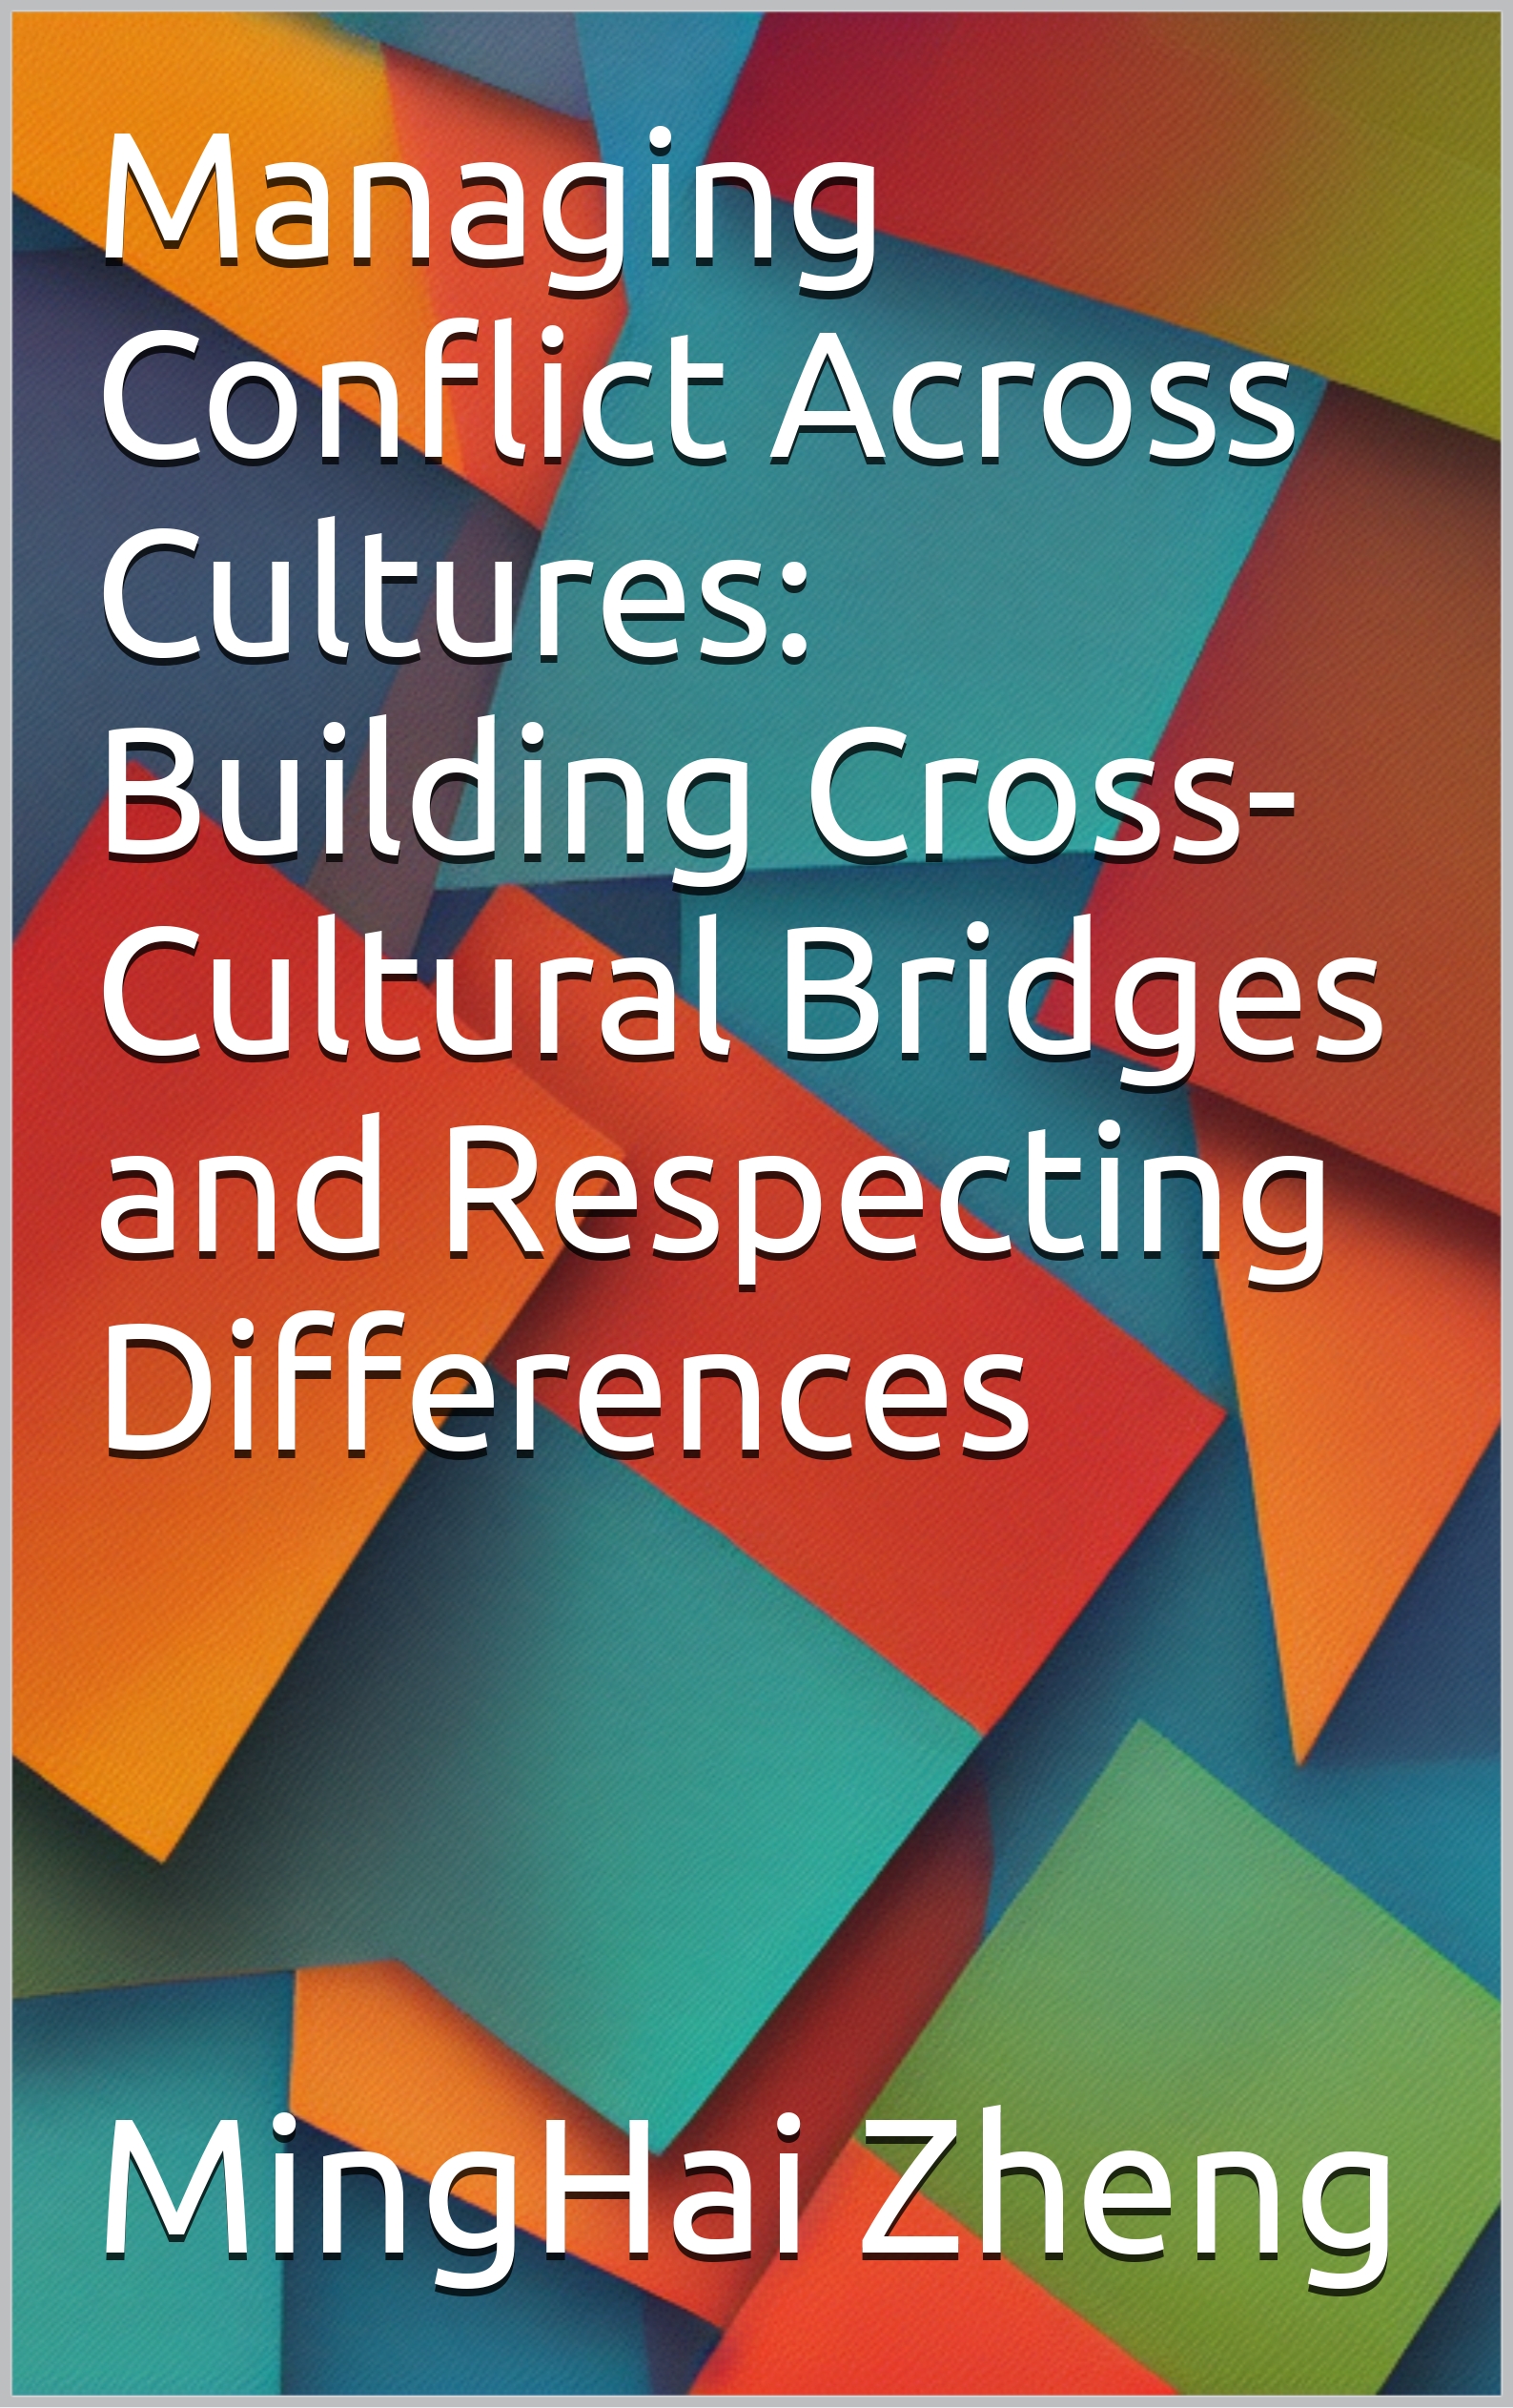 Managing
Conflict Across
Cultures:
Building Cross-
Cultural Bridges
and Respecting
Differences
MingHai Zheng